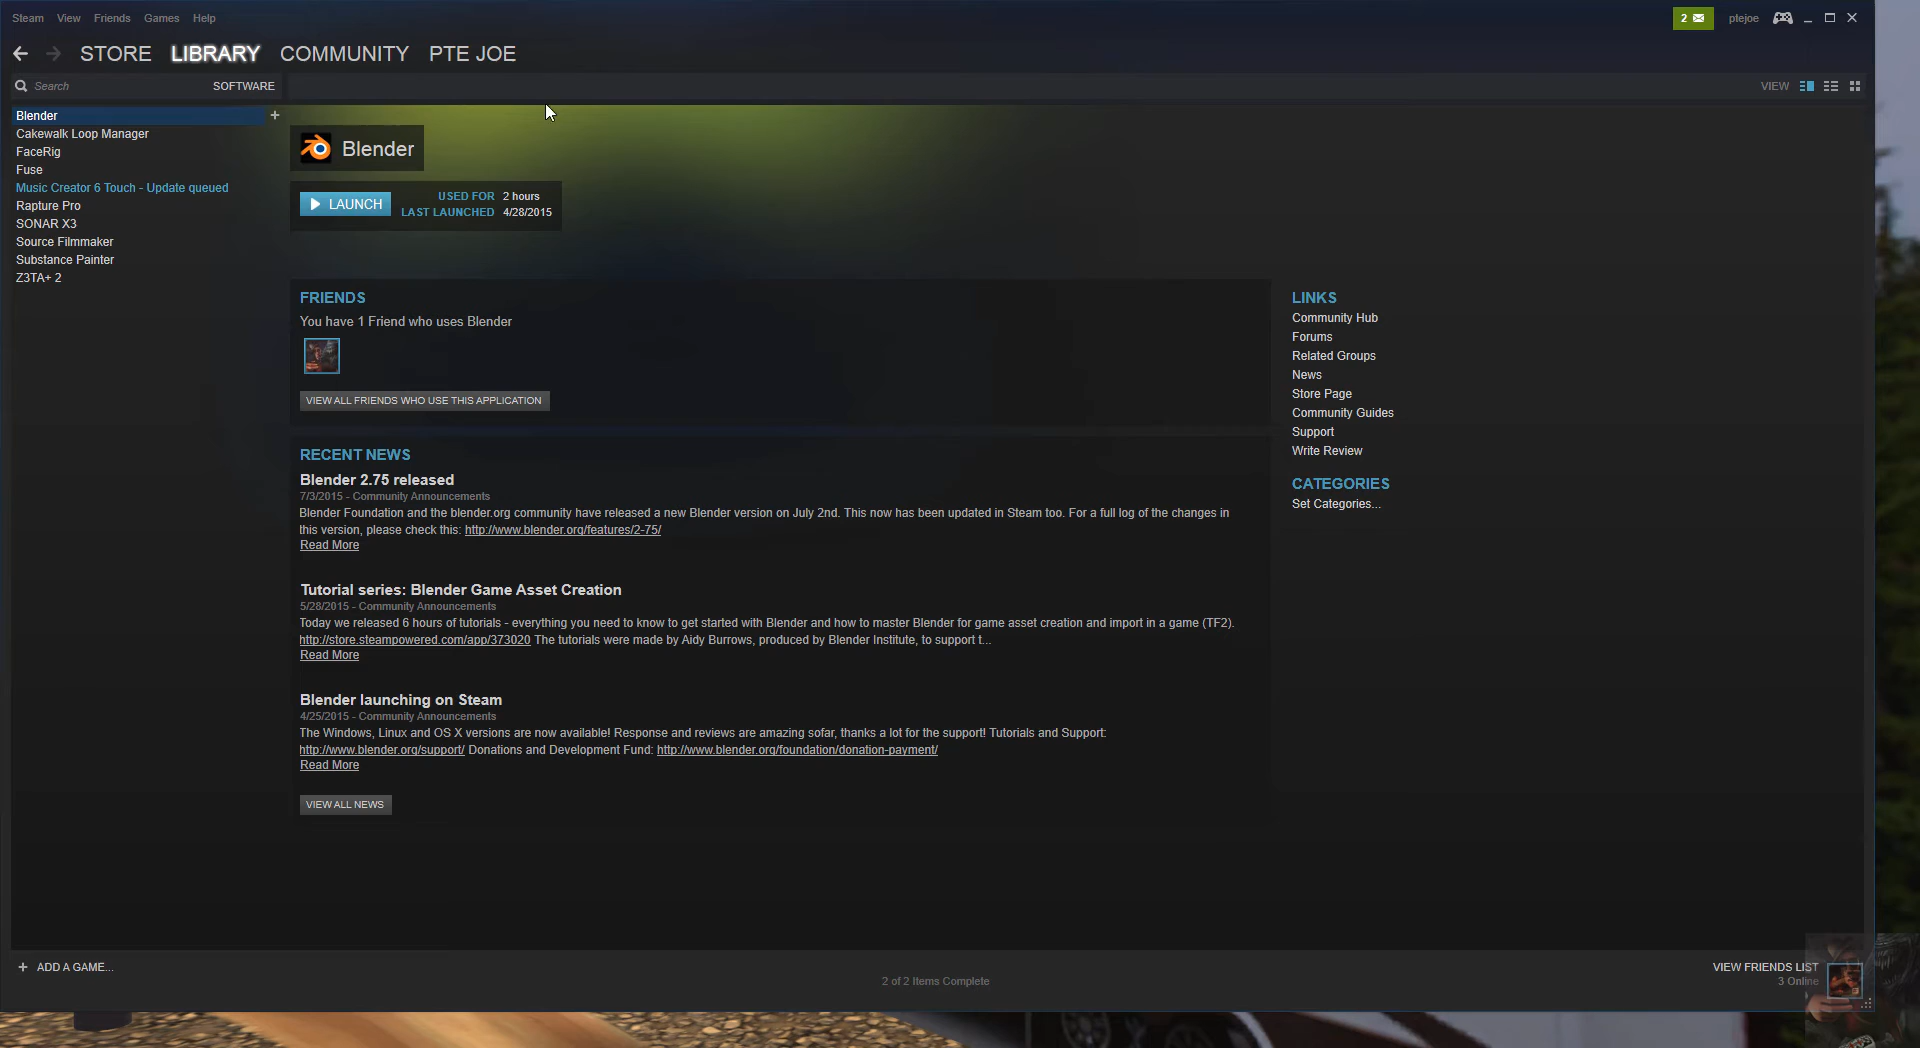 Steam View Friends Games Help
2 ptejoe
STORE LIBRARY COMMUNITY PTE JOE
Search SOFTWARE VIEW
Blender +
Cakewalk Loop Manager
FaceRig
Fuse
Music Creator 6 Touch - Update queued
Rapture Pro
SONAR X3
Source Filmmaker
Substance Painter
Z3TA+ 2
Blender
LAUNCH
USED FOR 2 hours
LAST LAUNCHED 4/28/2015
FRIENDS
You have 1 Friend who uses Blender
VIEW ALL FRIENDS WHO USE THIS APPLICATION
RECENT NEWS
Blender 2.75 released
7/3/2015 - Community Announcements
Blender Foundation and the blender.org community have released a new Blender version on July 2nd. This now has been updated in Steam too. For a full log of the changes in
this version, please check this: http://www.blender.org/features/2-75/
Read More
Tutorial series: Blender Game Asset Creation
5/28/2015 - Community Announcements
Today we released 6 hours of tutorials - everything you need to know to get started with Blender and how to master Blender for game asset creation and import in a game (TF2).
http://store.steampowered.com/app/373020 The tutorials were made by Aidy Burrows, produced by Blender Institute, to support t...
Read More
Blender launching on Steam
4/25/2015 - Community Announcements
The Windows, Linux and OS X versions are now available! Response and reviews are amazing sofar, thanks a lot for the support! Tutorials and Support:
http://www.blender.org/support/ Donations and Development Fund: http://www.blender.org/foundation/donation-payment/
Read More
VIEW ALL NEWS
LINKS
Community Hub
Forums
Related Groups
News
Store Page
Community Guides
Support
Write Review
CATEGORIES
Set Categories...
+ ADD A GAME...
2 of 2 Items Complete
VIEW FRIENDS LIST
3 Online